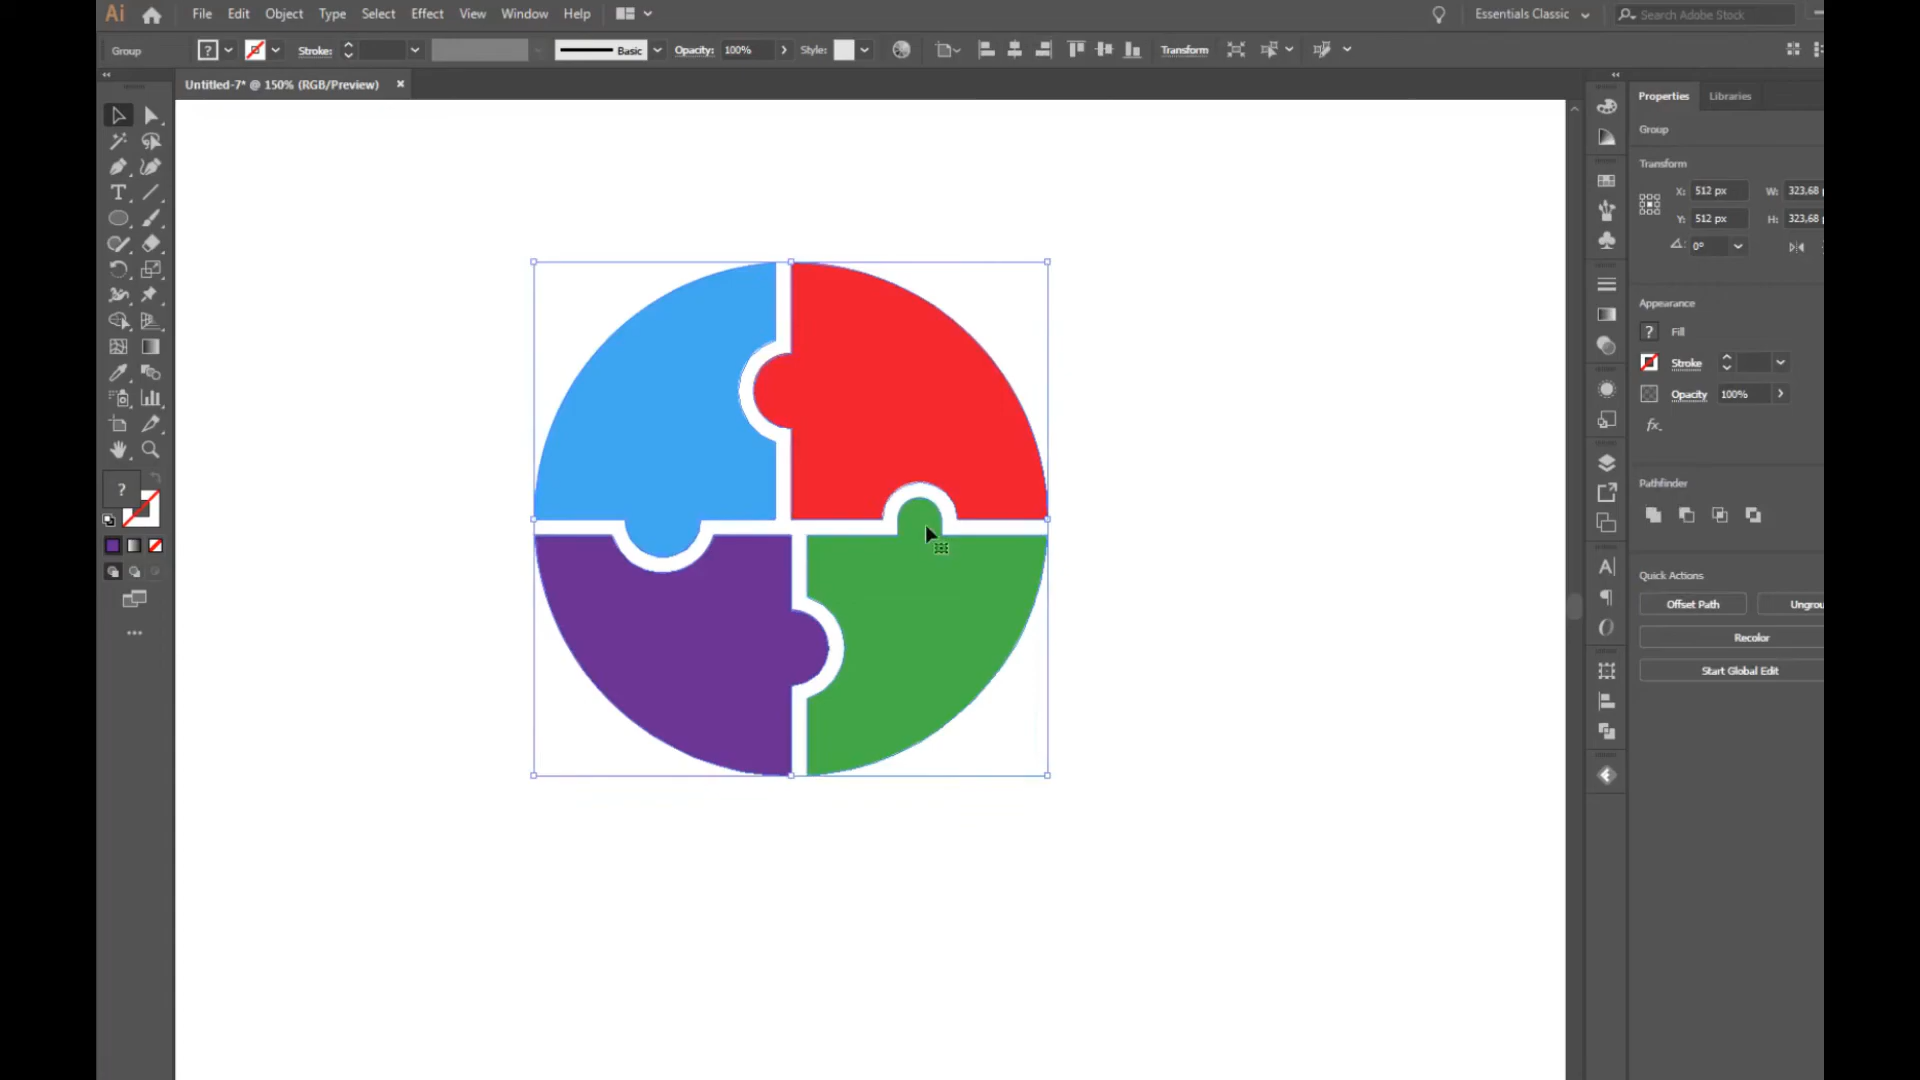 Ai File Edit Object Type Select Effect View Window Help Essentials Classic Search Adobe Stock
Group ? Stroke: Basic Opacity: 100% Style: Transform
Untitled-7* @ 150% (RGB/Preview) ×
Properties Libraries
Group
Transform
X: 512 px W: 323,68
Y: 512 px H: 323,68
0°
Appearance
? Fill
Stroke
Opacity 100%
fx.
Pathfinder
?
Quick Actions
Offset Path Ungrou
Recolor
Start Global Edit